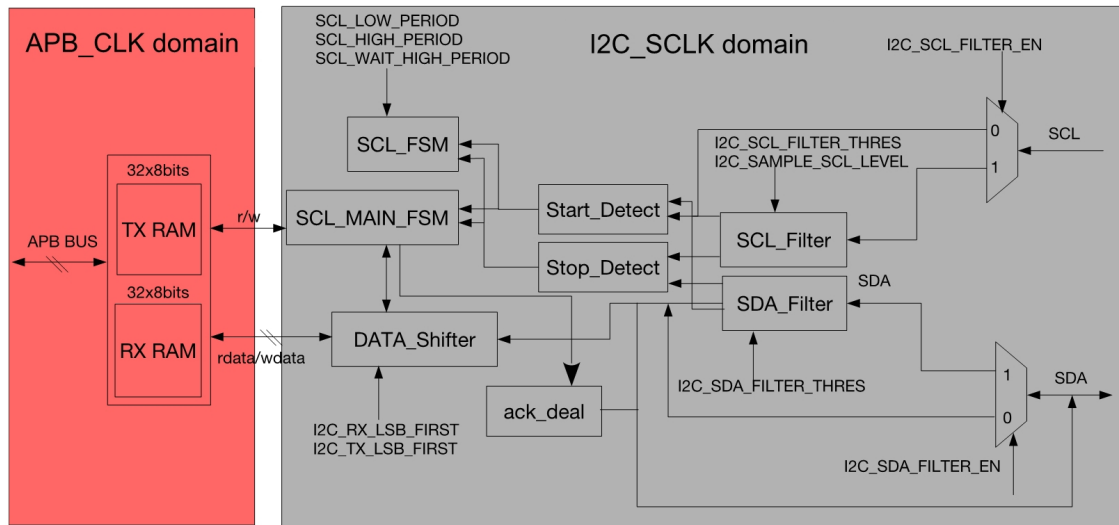 APB_CLK domain
32x8bits
TX RAM
APB BUS
32x8bits
RX RAM
r/w
rdata/wdata
I2C_SCLK domain
SCL_LOW_PERIOD
SCL_HIGH_PERIOD
SCL_WAIT_HIGH_PERIOD
SCL_FSM
SCL_MAIN_FSM
DATA_Shifter
I2C_RX_LSB_FIRST
I2C_TX_LSB_FIRST
ack_deal
Start_Detect
Stop_Detect
I2C_SCL_FILTER_THRES
I2C_SAMPLE_SCL_LEVEL
SCL_Filter
SDA
SDA_Filter
I2C_SDA_FILTER_THRES
I2C_SCL_FILTER_EN
0
1
SCL
1
0
SDA
I2C_SDA_FILTER_EN